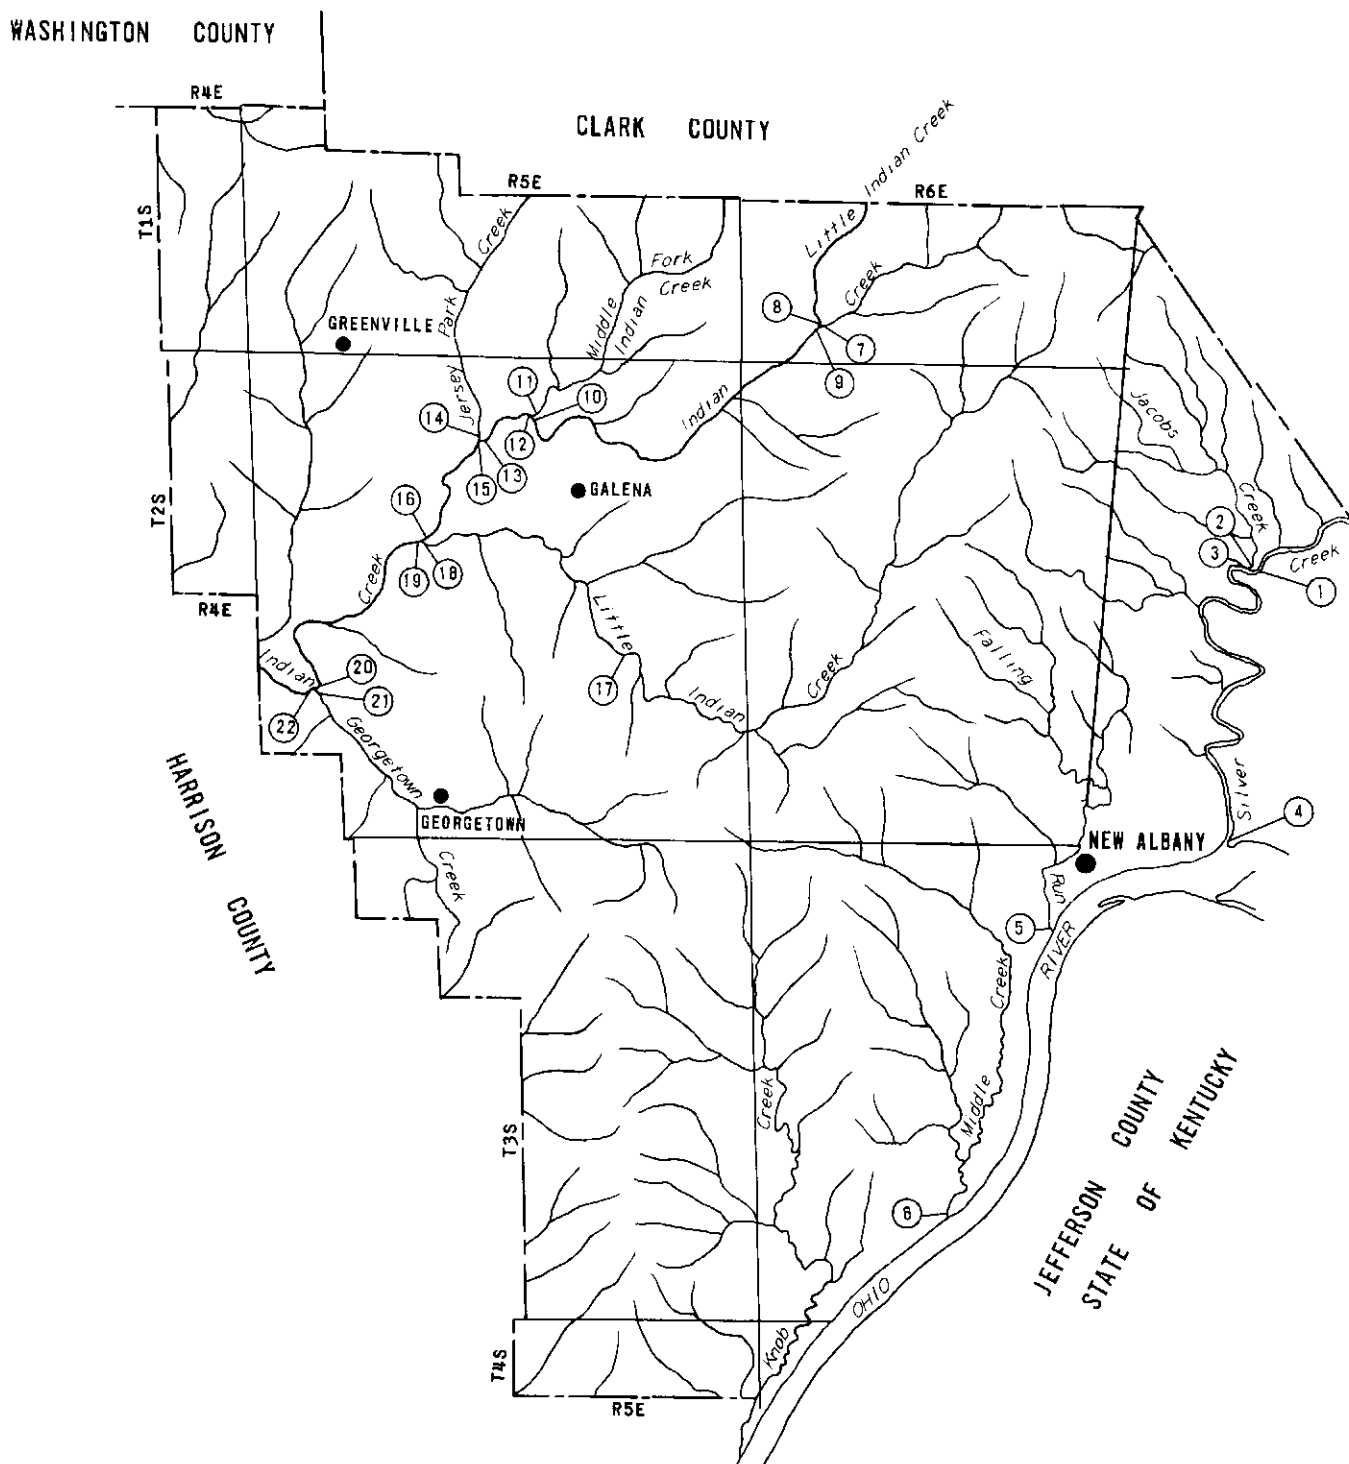 WASHINGTON COUNTY
R4E
CLARK COUNTY
R5E
R6E
Little Indian Creek
T1S
Creek
Park
Jersey
Fork
Creek
Middle
Indian
Creek
GREENVILLE
8
7
9
11
10
12
14
13
15
Indian
Jacobs
Creek
GALENA
T2S
16
18
19
Creek
2
3
1
Creek
R4E
Little
17
Indian
Creek
Falling
Indian
20
21
22
Georgetown
GEORGETOWN
Creek
HARRISON COUNTY
Silver
4
NEW ALBANY
Run
5
RIVER
Creek
Middle
Creek
T3S
6
JEFFERSON COUNTY
STATE OF KENTUCKY
OHIO
Knob
T4S
R5E